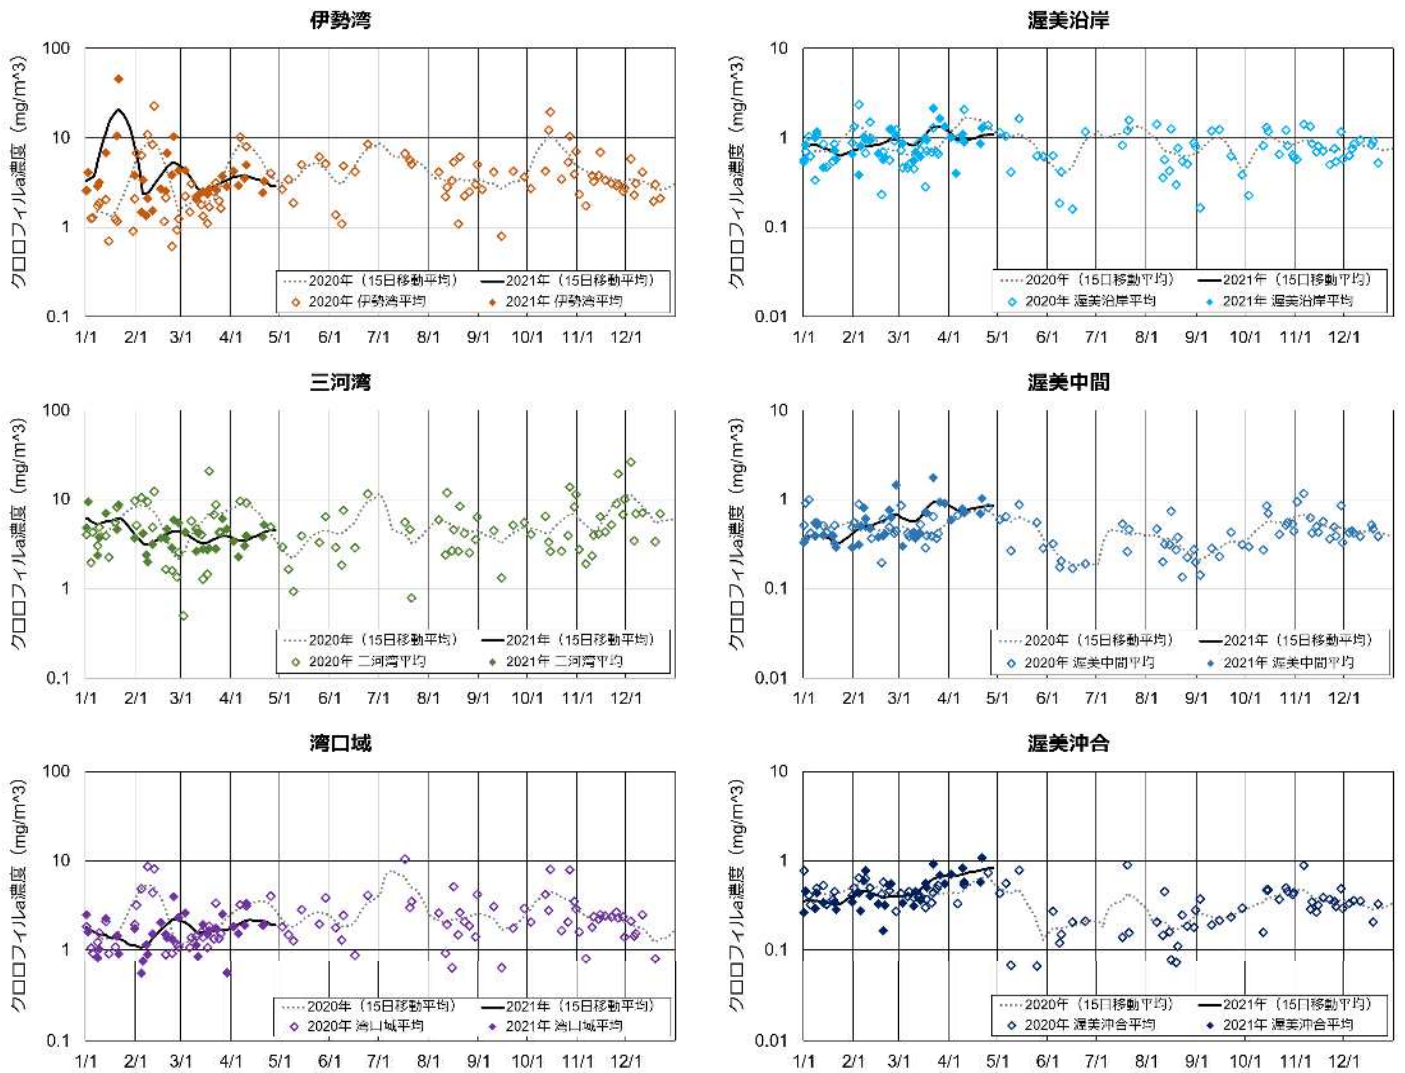 伊勢湾
クロロフィルa濃度（mg/m^3）
100
10
1
0.1
2020年（15日移動平均） 2021年（15日移動平均）
2020年 伊勢湾平均 2021年 伊勢湾平均
1/1 2/1 3/1 4/1 5/1 6/1 7/1 8/1 9/1 10/1 11/1 12/1
渥美沿岸
クロロフィルa濃度（mg/m^3）
10
1
0.1
0.01
2020年（15日移動平均） 2021年（15日移動平均）
2020年 渥美沿岸平均 2021年 渥美沿岸平均
1/1 2/1 3/1 4/1 5/1 6/1 7/1 8/1 9/1 10/1 11/1 12/1
三河湾
クロロフィルa濃度（mg/m^3）
100
10
1
0.1
2020年（15日移動平均） 2021年（15日移動平均）
2020年 三河湾平均 2021年 三河湾平均
1/1 2/1 3/1 4/1 5/1 6/1 7/1 8/1 9/1 10/1 11/1 12/1
渥美中間
クロロフィルa濃度（mg/m^3）
10
1
0.1
0.01
2020年（15日移動平均） 2021年（15日移動平均）
2020年 渥美中間平均 2021年 渥美中間平均
1/1 2/1 3/1 4/1 5/1 6/1 7/1 8/1 9/1 10/1 11/1 12/1
湾口域
クロロフィルa濃度（mg/m^3）
100
10
1
0.1
2020年（15日移動平均） 2021年（15日移動平均）
2020年 湾口域平均 2021年 湾口域平均
1/1 2/1 3/1 4/1 5/1 6/1 7/1 8/1 9/1 10/1 11/1 12/1
渥美沖合
クロロフィルa濃度（mg/m^3）
10
1
0.1
0.01
2020年（15日移動平均） 2021年（15日移動平均）
2020年 渥美沖合平均 2021年 渥美沖合平均
1/1 2/1 3/1 4/1 5/1 6/1 7/1 8/1 9/1 10/1 11/1 12/1